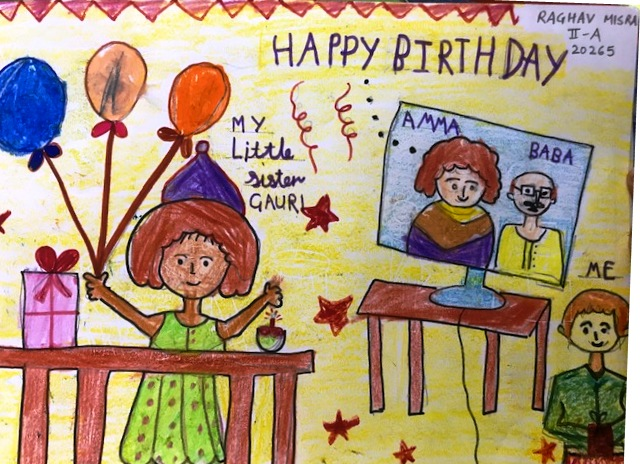 RAGHAV MISRA
II-A
20265
HAPPY BIRTHDAY
MY
Little
sister
GAURI
AMMA
BABA
ME